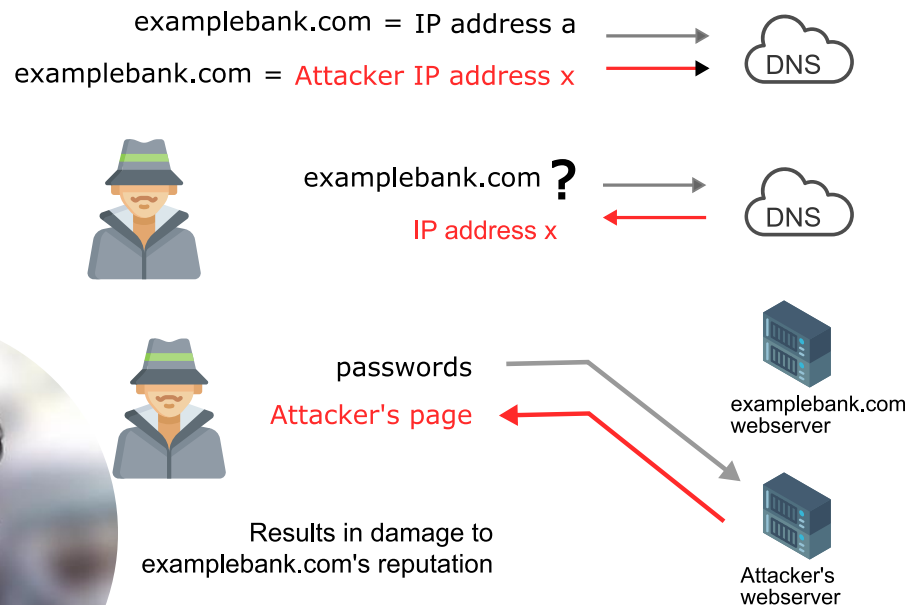 examplebank.com = IP address a
DNS
examplebank.com = Attacker IP address x
examplebank.com ?
DNS
IP address x
passwords
Attacker's page
examplebank.com
webserver
Results in damage to
examplebank.com's reputation
Attacker's
webserver